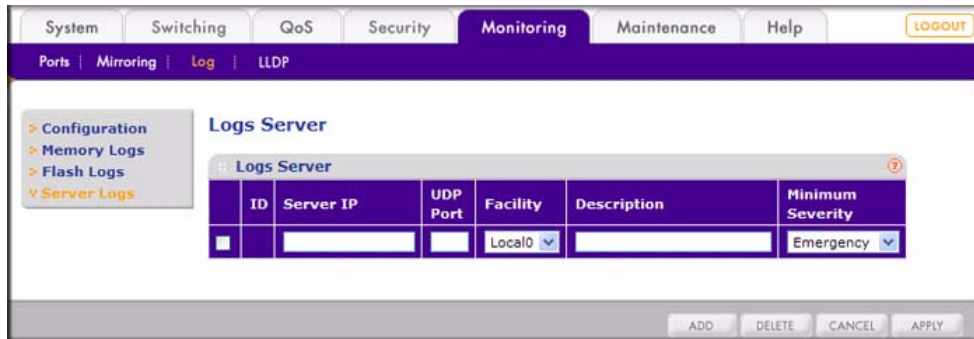 System Switching QoS Security Monitoring Maintenance Help LOGOUT
Ports Mirroring Log LLDP
Configuration
Memory Logs
Flash Logs
Server Logs
Logs Server
Logs Server ?
ID Server IP UDP Port Facility Description Minimum Severity
Local0 Emergency
ADD DELETE CANCEL APPLY